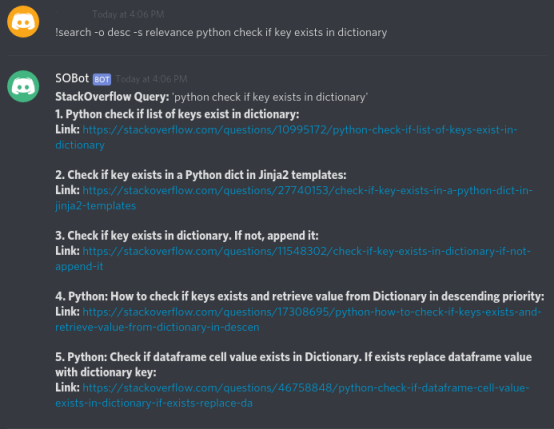 Today at 4:06 PM
!search -o desc -s relevance python check if key exists in dictionary
SOBot BOT Today at 4:06 PM
StackOverflow Query: 'python check if key exists in dictionary'
1. Python check if list of keys exist in dictionary:
Link: https://stackoverflow.com/questions/10995172/python-check-if-list-of-keys-exist-in-
dictionary
2. Check if key exists in a Python dict in Jinja2 templates:
Link: https://stackoverflow.com/questions/27740153/check-if-key-exists-in-a-python-dict-in-
jinja2-templates
3. Check if key exists in dictionary. If not, append it:
Link: https://stackoverflow.com/questions/11548302/check-if-key-exists-in-dictionary-if-not-
append-it
4. Python: How to check if keys exists and retrieve value from Dictionary in descending priority:
Link: https://stackoverflow.com/questions/17308695/python-how-to-check-if-keys-exists-and-
retrieve-value-from-dictionary-in-descen
5. Python: Check if dataframe cell value exists in Dictionary. If exists replace dataframe value
with dictionary key:
Link: https://stackoverflow.com/questions/46758848/python-check-if-dataframe-cell-value-
exists-in-dictionary-if-exists-replace-da